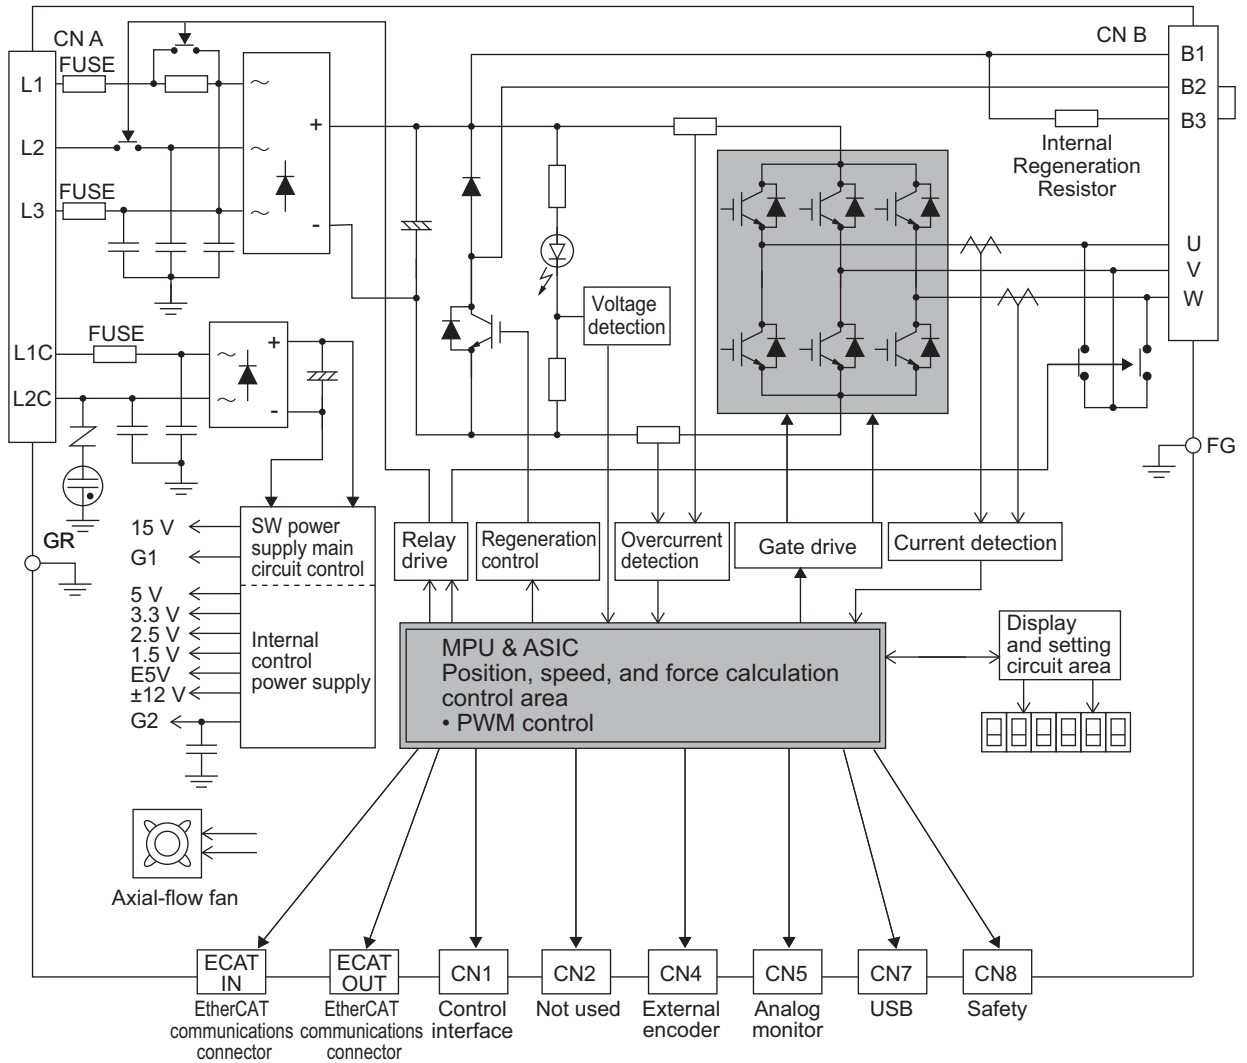 CN A
FUSE
L1
L2
FUSE
L3
+
-
CN B
B1
B2
B3
Internal
Regeneration
Resistor
U
V
W
Voltage
detection
FUSE
L1C
L2C
+
-
FG
GR
15 V
G1
5 V
3.3 V
2.5 V
1.5 V
E5V
±12 V
G2
SW power
supply main
circuit control
Internal
control
power supply
Relay
drive
Regeneration
control
Overcurrent
detection
Gate drive
Current detection
MPU & ASIC
Position, speed, and force calculation
control area
• PWM control
Display
and setting
circuit area
Axial-flow fan
ECAT
IN
EtherCAT
communications
connector
ECAT
OUT
EtherCAT
communications
connector
CN1
Control
interface
CN2
Not used
CN4
External
encoder
CN5
Analog
monitor
CN7
USB
CN8
Safety